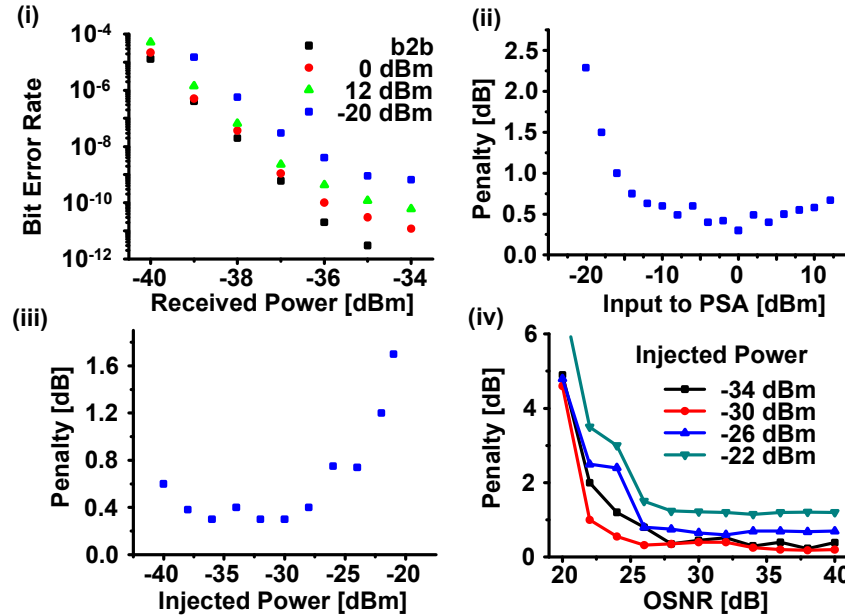 (i)
Bit Error Rate
10^-4
10^-6
10^-8
10^-10
10^-12
-40
-38
-36
-34
Received Power [dBm]
b2b
0 dBm
12 dBm
-20 dBm
(ii)
Penalty [dB]
2.5
2.0
1.5
1.0
0.5
0.0
-20
-10
0
10
Input to PSA [dBm]
(iii)
Penalty [dB]
1.6
1.2
0.8
0.4
0.0
-40
-35
-30
-25
-20
Injected Power [dBm]
(iv)
Penalty [dB]
6
4
2
0
20
25
30
35
40
OSNR [dB]
Injected Power
-34 dBm
-30 dBm
-26 dBm
-22 dBm